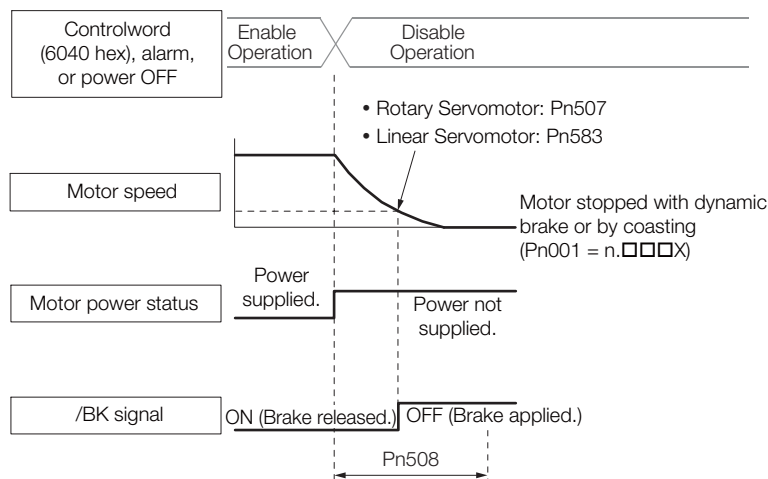 Controlword
(6040 hex), alarm,
or power OFF
Enable
Operation
Disable
Operation
• Rotary Servomotor: Pn507
• Linear Servomotor: Pn583
Motor speed
Motor stopped with dynamic
brake or by coasting
(Pn001 = n.□□□X)
Motor power status
Power
supplied.
Power not
supplied.
/BK signal
ON (Brake released.)
OFF (Brake applied.)
Pn508